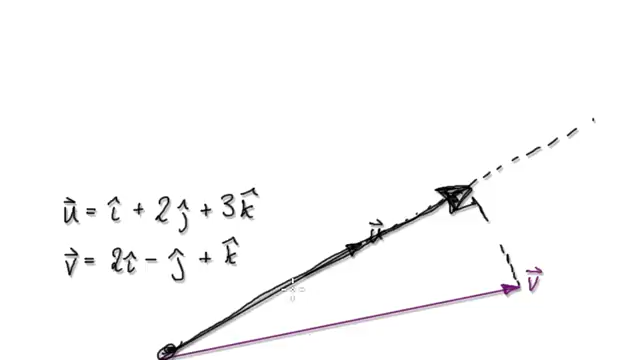 u⃗ = î + 2ĵ + 3k̂
v⃗ = 2î - ĵ + k̂
u⃗
v⃗